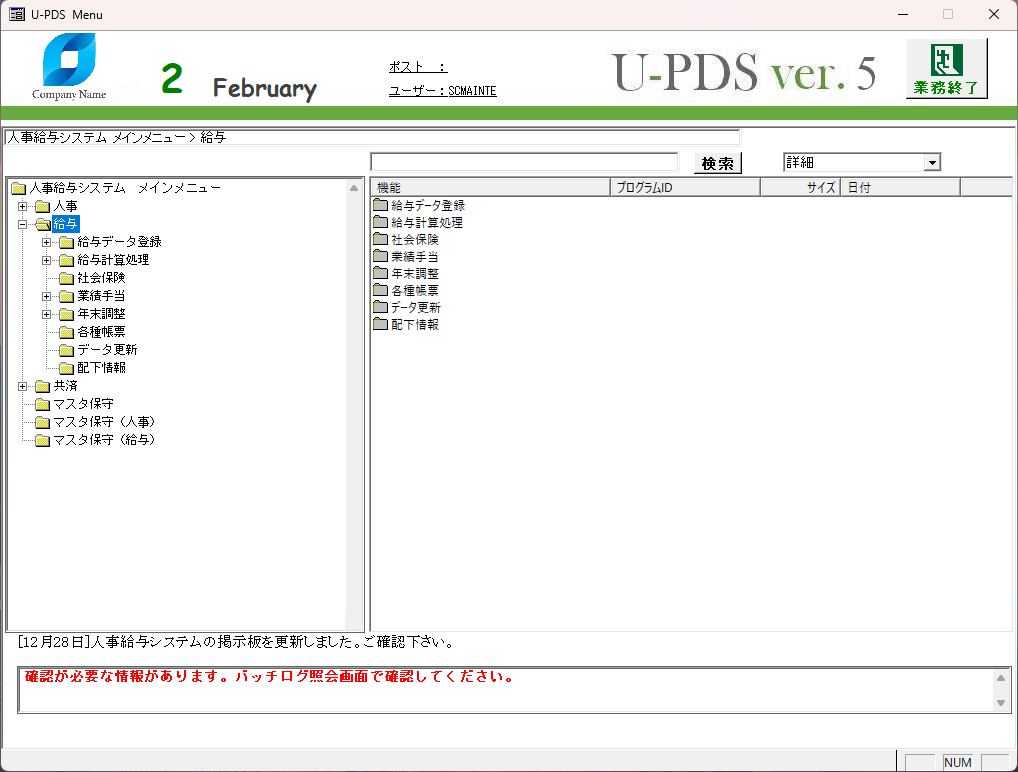 U-PDS Menu
Company Name
2 February
ポスト ：
ユーザー：SCMAINTE
U-PDS ver. 5
業務終了
人事給与システム メインメニュー > 給与
検索
詳細
人事給与システム　メインメニュー
人事
給与
給与データ登録
給与計算処理
社会保険
業績手当
年末調整
各種帳票
データ更新
配下情報
共済
マスタ保守
マスタ保守（人事）
マスタ保守（給与）
機能 プログラムID サイズ 日付
給与データ登録
給与計算処理
社会保険
業績手当
年末調整
各種帳票
データ更新
配下情報
[12月28日]人事給与システムの掲示板を更新しました。ご確認下さい。
確認が必要な情報があります。バッチログ照会画面で確認してください。
NUM